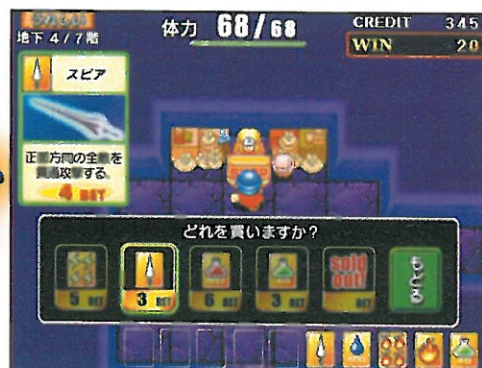 地下 4/7階
体力 68/68
CREDIT 345
WIN 20
スピア
正面方向の全敵を
貫通攻撃する。
4 BET
どれを買いますか？
5 BET
3 BET
6 BET
3 BET
sold out!
BET
もどる